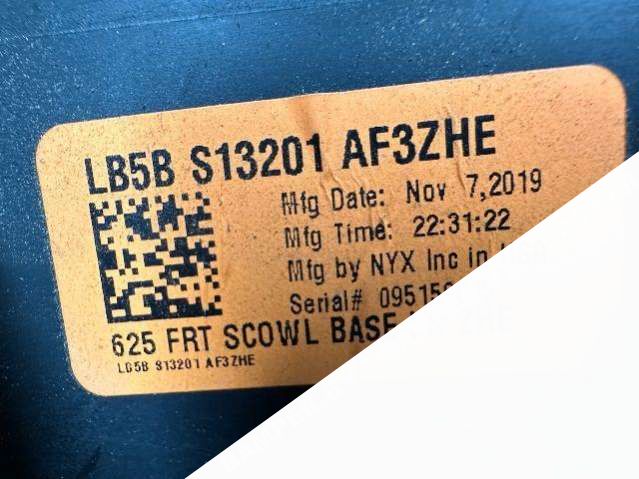 LB5B S13201 AF3ZHE
Mfg Date: Nov 7,2019
Mfg Time: 22:31:22
Mfg by NYX Inc in
Serial#
625 FRT SCOWL BASE
LB5B S13201 AF3ZHE